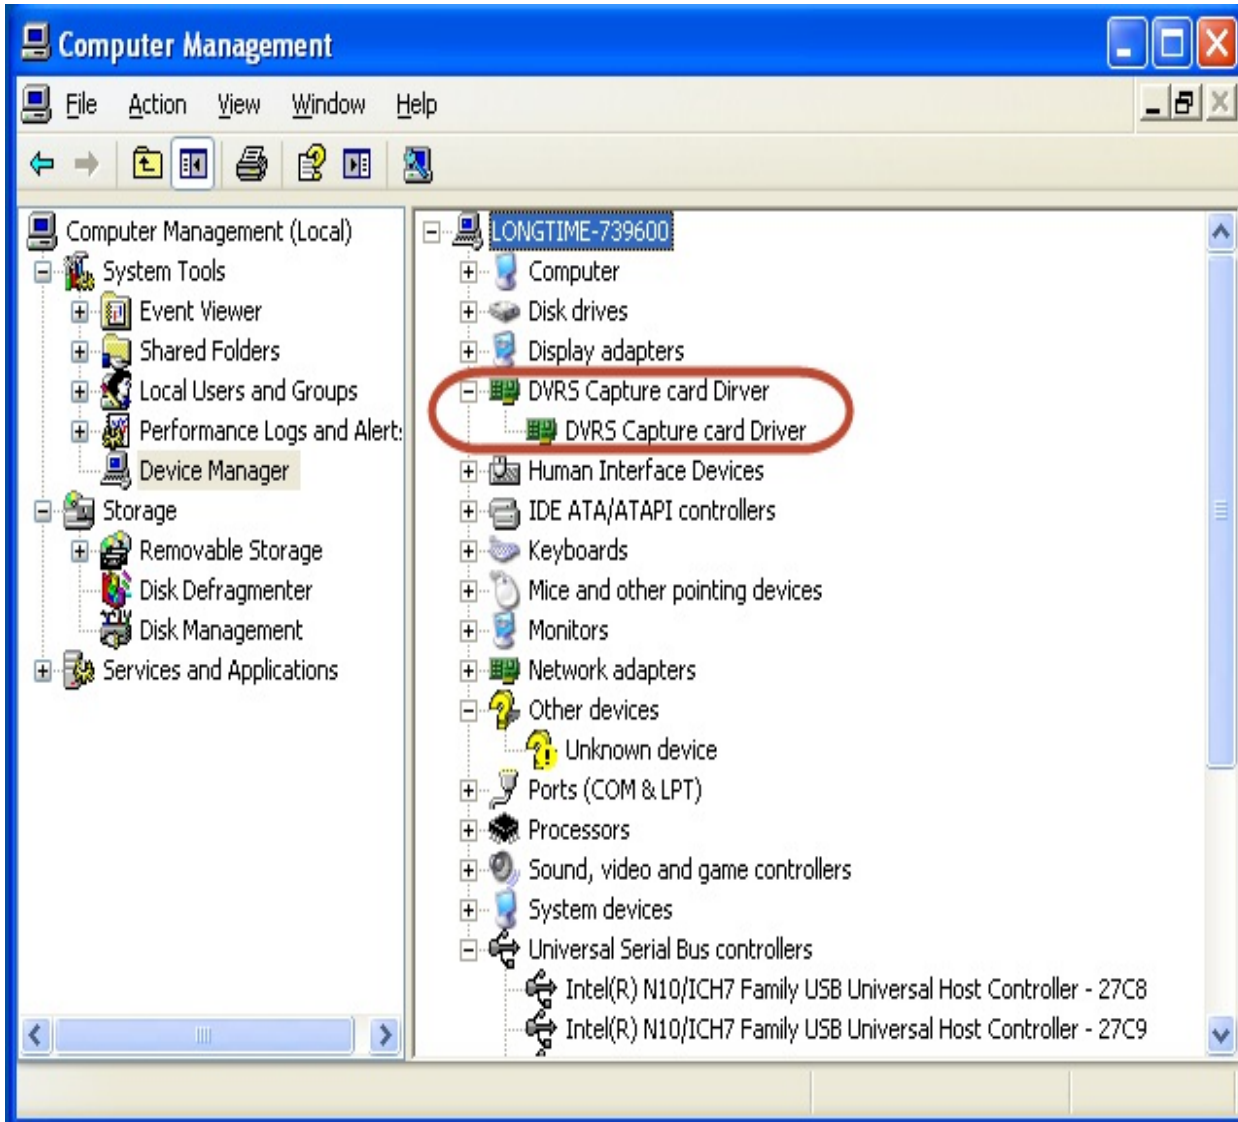 Computer Management
File Action View Window Help
Computer Management (Local)
System Tools
Event Viewer
Shared Folders
Local Users and Groups
Performance Logs and Alert:
Device Manager
Storage
Removable Storage
Disk Defragmenter
Disk Management
Services and Applications
LONGTIME-739600
Computer
Disk drives
Display adapters
DVRS Capture card Dirver
DVRS Capture card Driver
Human Interface Devices
IDE ATA/ATAPI controllers
Keyboards
Mice and other pointing devices
Monitors
Network adapters
Other devices
Unknown device
Ports (COM & LPT)
Processors
Sound, video and game controllers
System devices
Universal Serial Bus controllers
Intel(R) N10/ICH7 Family USB Universal Host Controller - 27C8
Intel(R) N10/ICH7 Family USB Universal Host Controller - 27C9